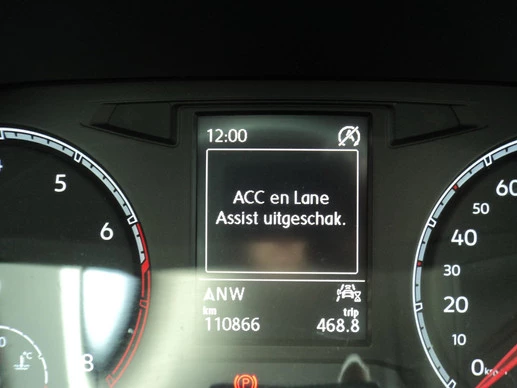 12:00
ACC en Lane
Assist uitgeschak.
ANW
km trip
110866 468.8
5
6
8
°C
60
50
40
30
20
0
(P)